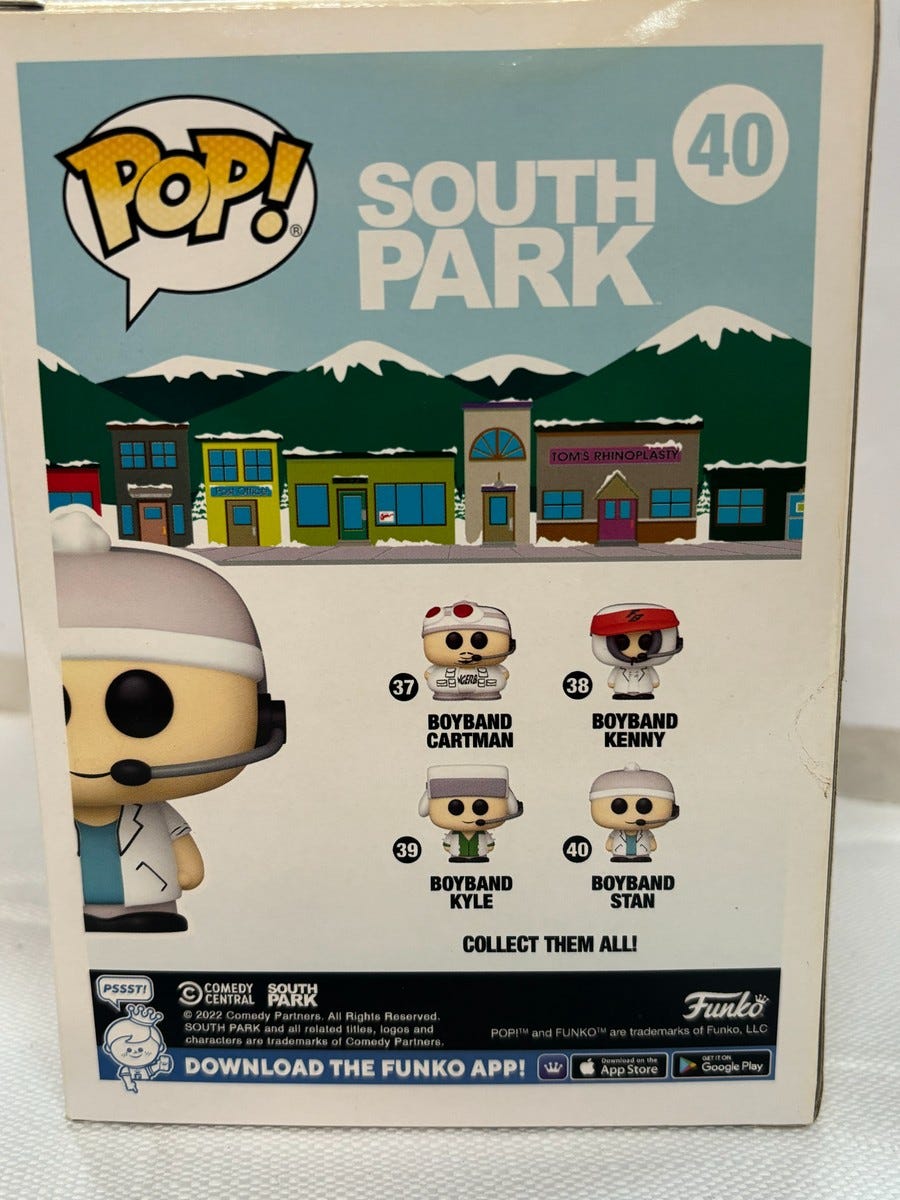 POP!®
SOUTH
PARK
40
TOM'S RHINOPLASTY
37
BOYBAND
CARTMAN
38
BOYBAND
KENNY
39
BOYBAND
KYLE
40
BOYBAND
STAN
COLLECT THEM ALL!
PSSST!
COMEDY
CENTRAL
SOUTH
PARK
© 2022 Comedy Partners. All Rights Reserved.
SOUTH PARK and all related titles, logos and
characters are trademarks of Comedy Partners.
Funko
POP!™ and FUNKO™ are trademarks of Funko, LLC
DOWNLOAD THE FUNKO APP!
Download on the
App Store
GET IT ON
Google Play